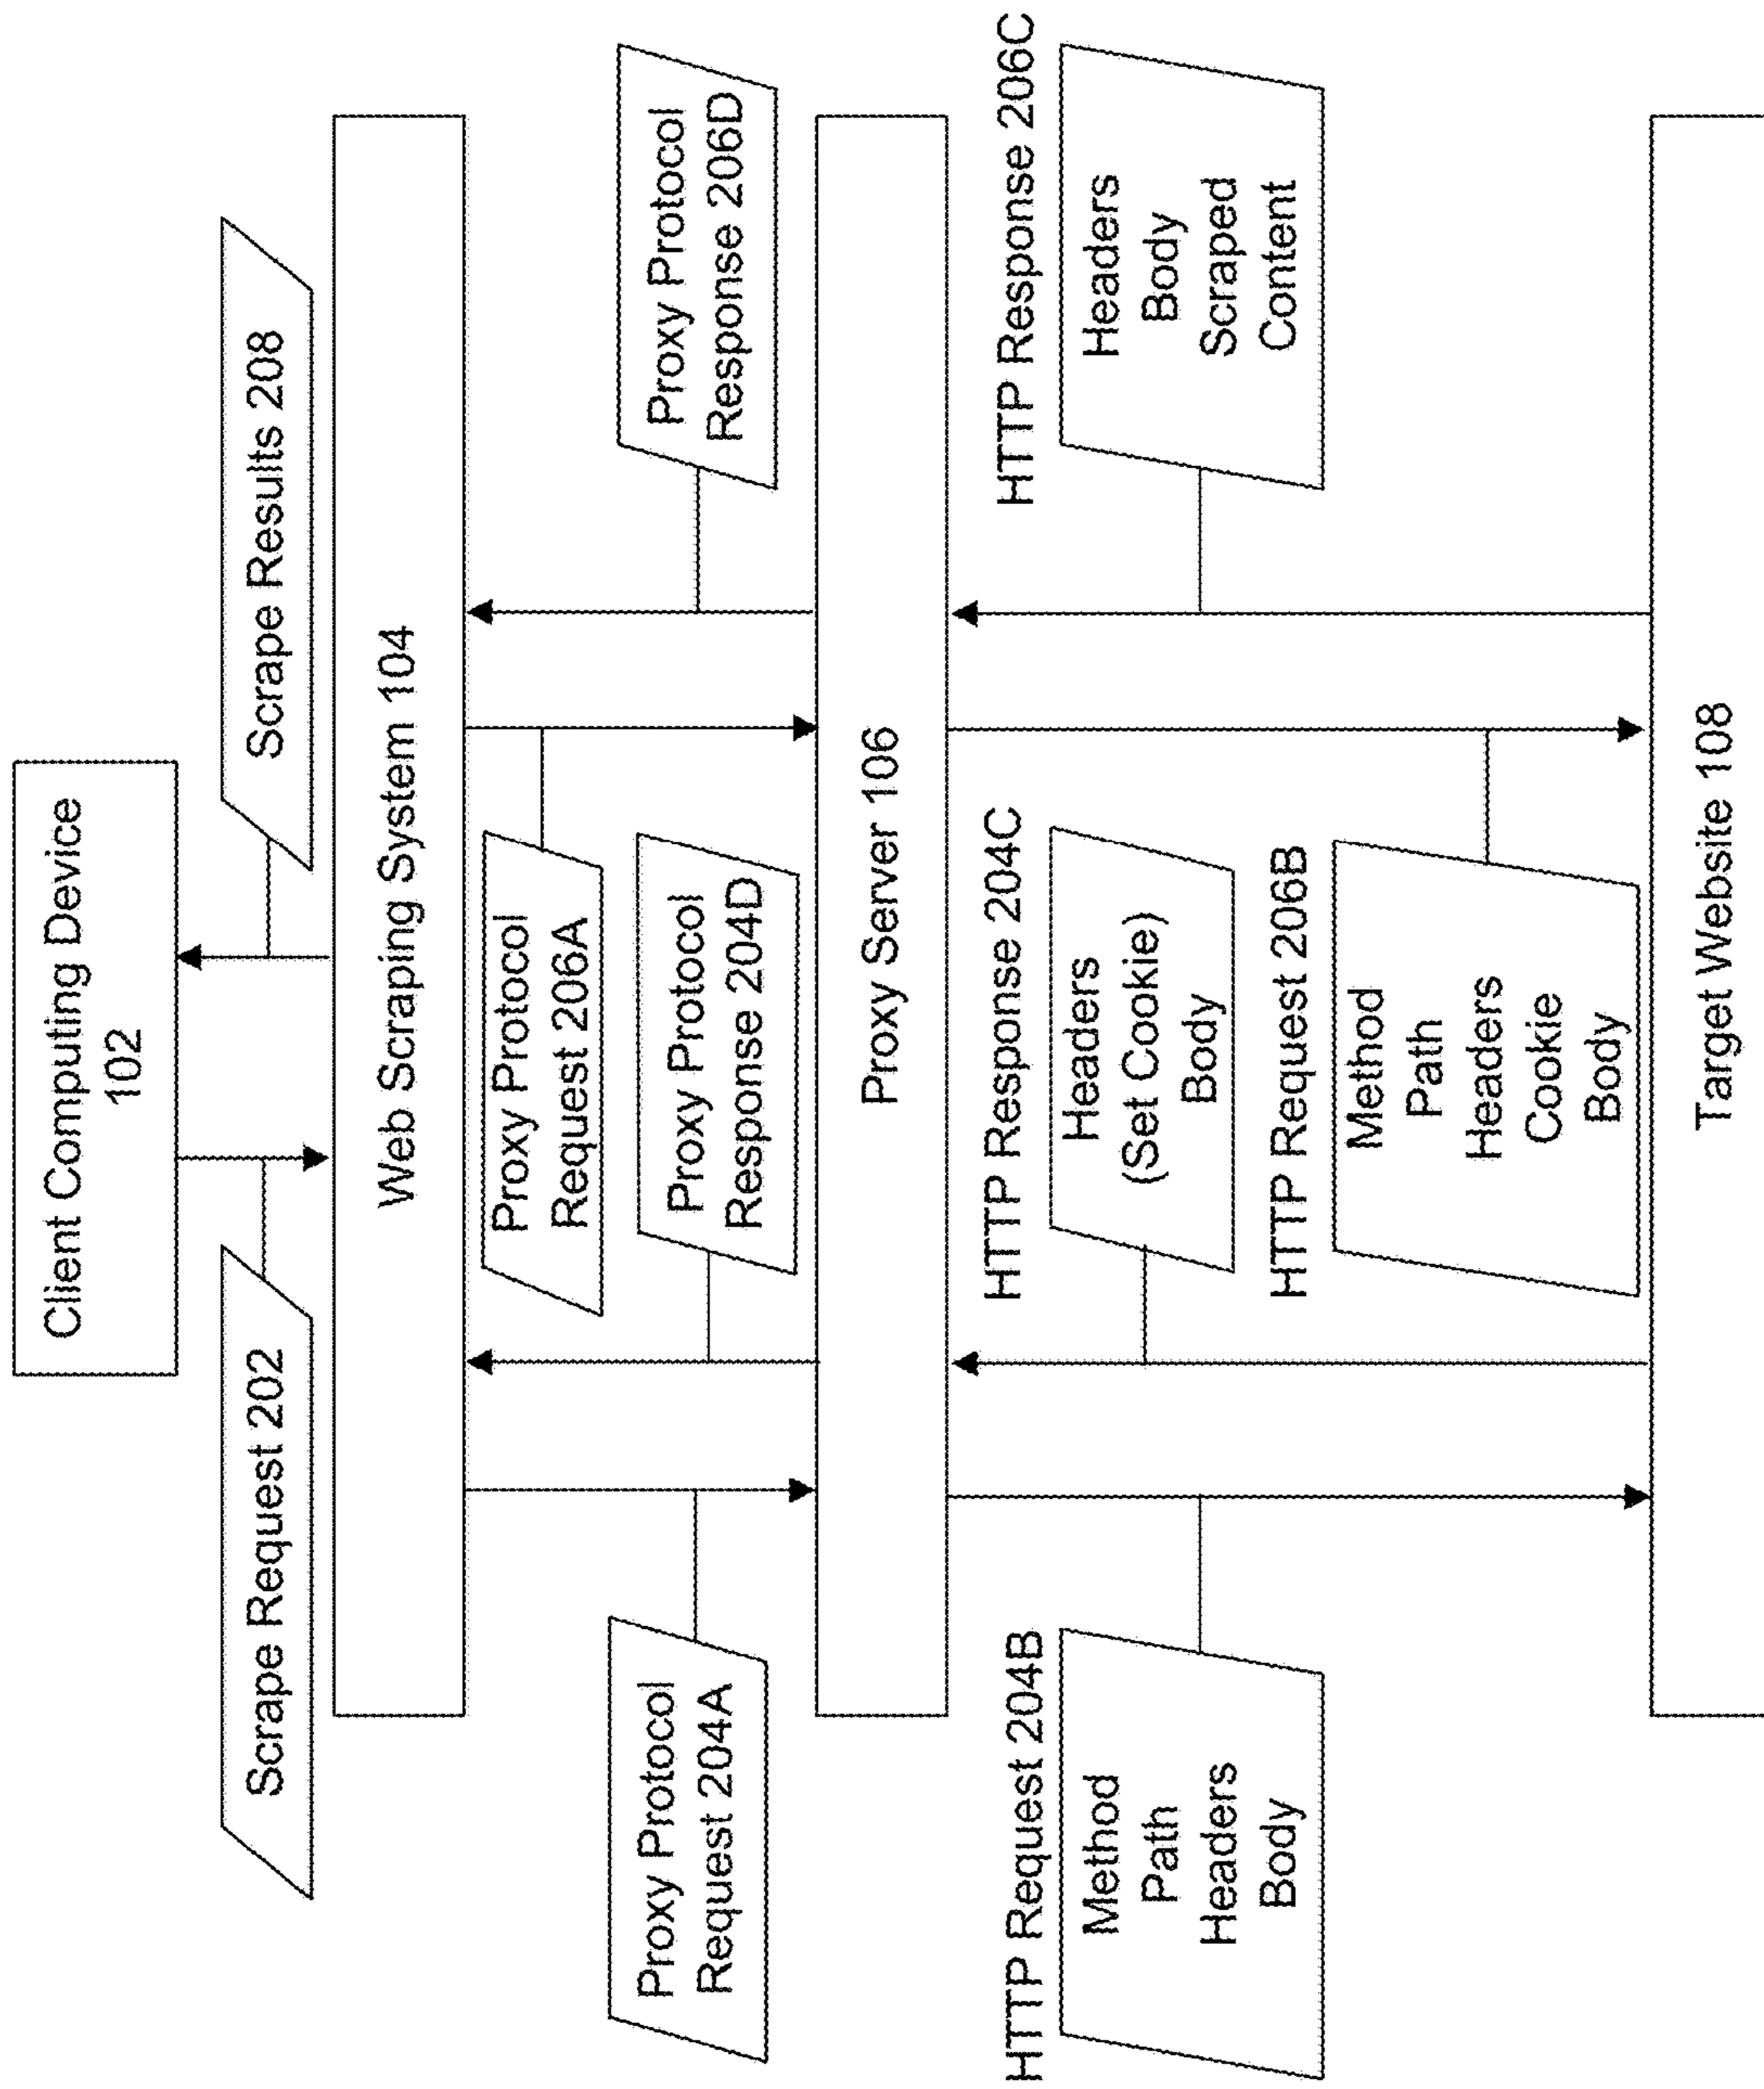 Client Computing Device
102
Scrape Request 202
Scrape Results 208
Web Scraping System 104
Proxy Protocol
Request 204A
Proxy Protocol
Request 206A
Proxy Protocol
Response 204D
Proxy Protocol
Response 206D
Proxy Server 106
HTTP Request 204B
Method
Path
Headers
Body
HTTP Response 204C
Headers
(Set Cookie)
Body
HTTP Request 206B
Method
Path
Headers
Cookie
Body
HTTP Response 206C
Headers
Body
Scraped
Content
Target Website 108